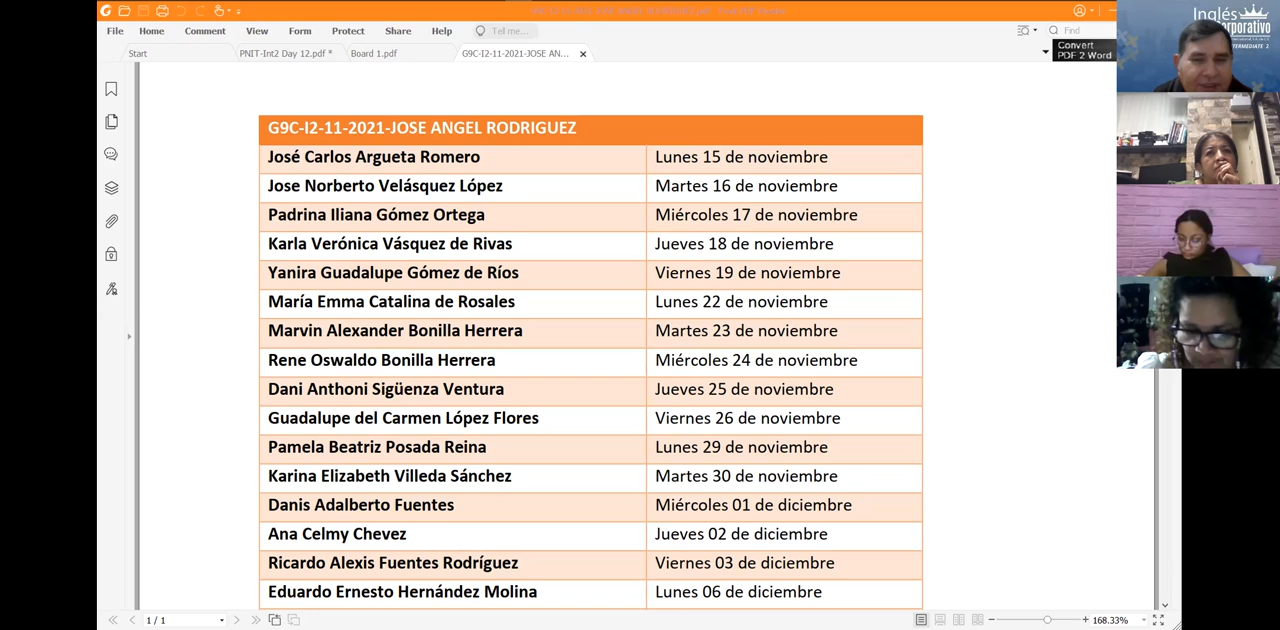 File Home Comment View Form Protect Share Help Tell me... Find
Start PNIT-Int2 Day 12.pdf * Board 1.pdf G9C-I2-11-2021-JOSE AN...
Convert
PDF 2 Word
Inglés
INTERMEDIATE 2
G9C-I2-11-2021-JOSE ANGEL RODRIGUEZ
José Carlos Argueta Romero Lunes 15 de noviembre
Jose Norberto Velásquez López Martes 16 de noviembre
Padrina Iliana Gómez Ortega Miércoles 17 de noviembre
Karla Verónica Vásquez de Rivas Jueves 18 de noviembre
Yanira Guadalupe Gómez de Ríos Viernes 19 de noviembre
María Emma Catalina de Rosales Lunes 22 de noviembre
Marvin Alexander Bonilla Herrera Martes 23 de noviembre
Rene Oswaldo Bonilla Herrera Miércoles 24 de noviembre
Dani Anthoni Sigüenza Ventura Jueves 25 de noviembre
Guadalupe del Carmen López Flores Viernes 26 de noviembre
Pamela Beatriz Posada Reina Lunes 29 de noviembre
Karina Elizabeth Villeda Sánchez Martes 30 de noviembre
Danis Adalberto Fuentes Miércoles 01 de diciembre
Ana Celmy Chevez Jueves 02 de diciembre
Ricardo Alexis Fuentes Rodríguez Viernes 03 de diciembre
Eduardo Ernesto Hernández Molina Lunes 06 de diciembre
1 / 1 168.33%